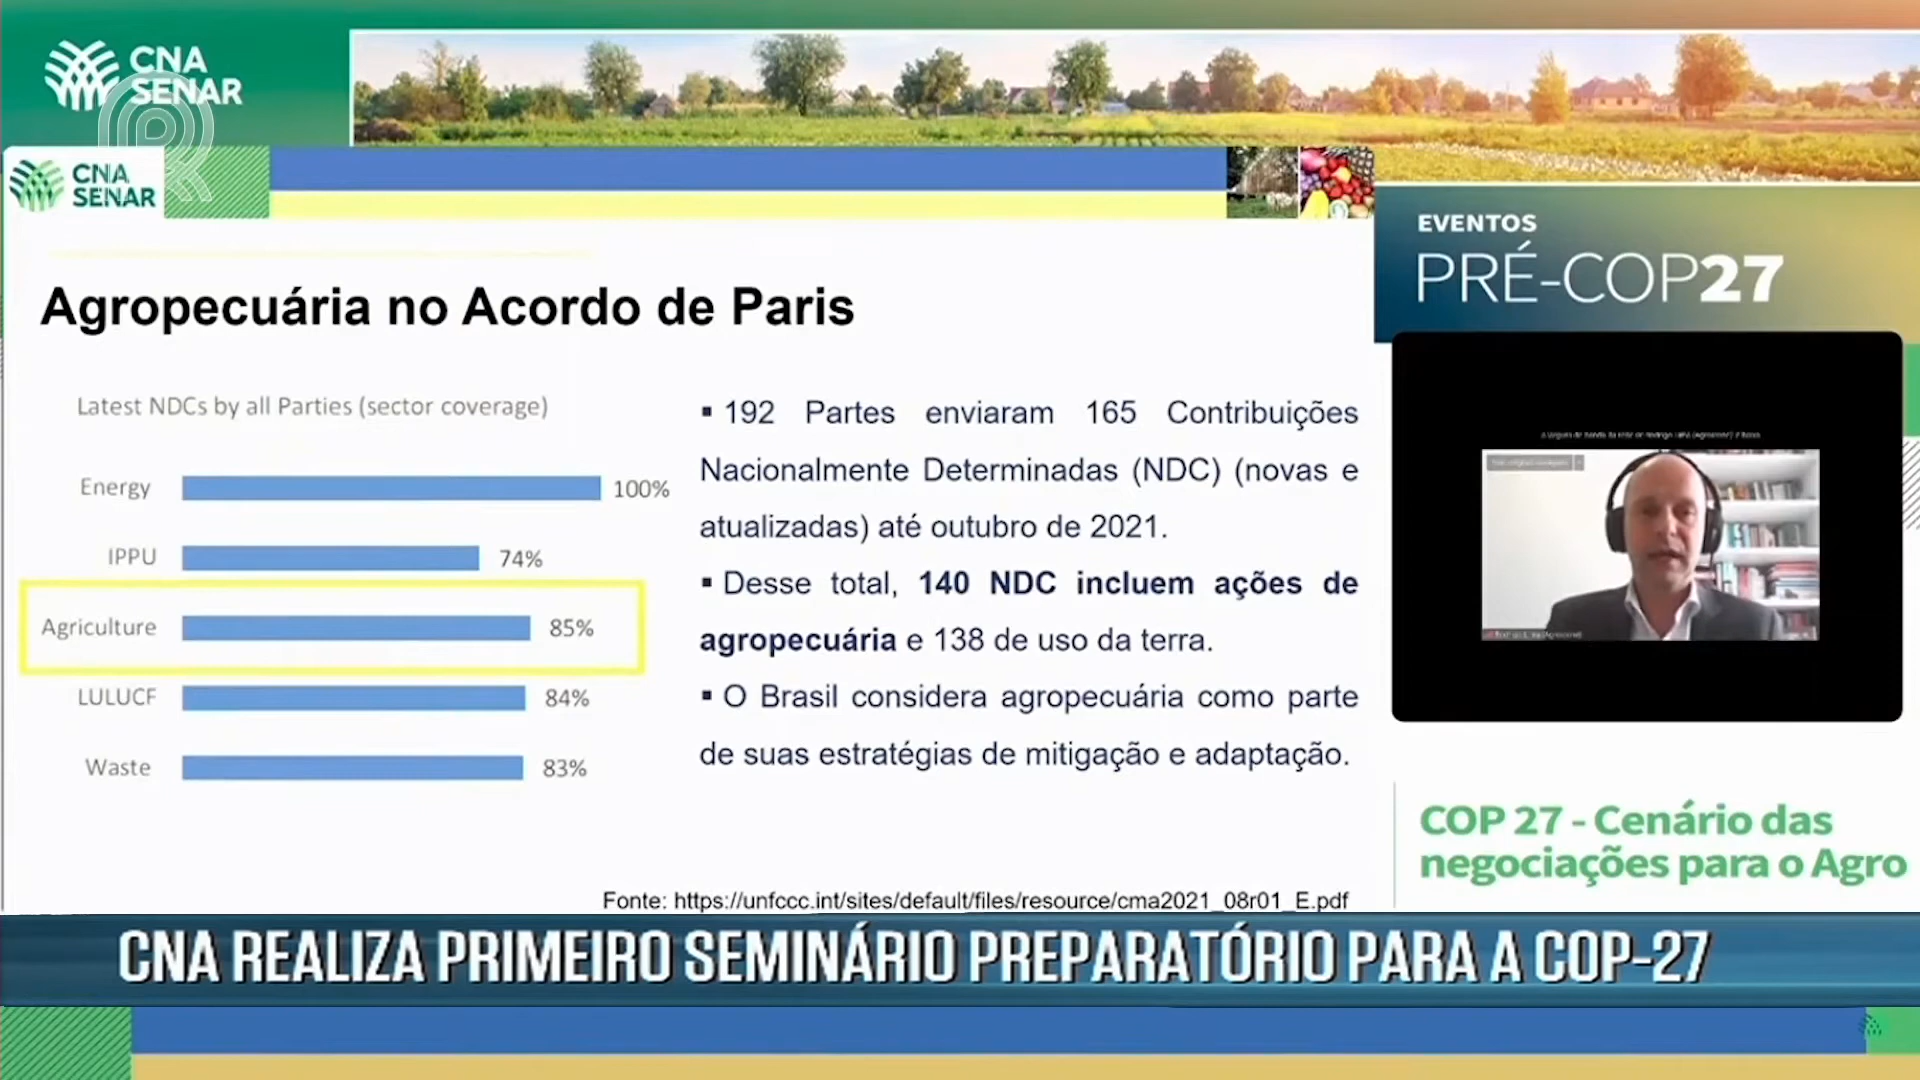 CNA
SENAR
CNA
SENAR
EVENTOS
PRÉ-COP27
Agropecuária no Acordo de Paris
Latest NDCs by all Parties (sector coverage)
Energy 100%
IPPU 74%
Agriculture 85%
LULUCF 84%
Waste 83%
▪ 192 Partes enviaram 165 Contribuições
Nacionalmente Determinadas (NDC) (novas e
atualizadas) até outubro de 2021.
▪ Desse total, 140 NDC incluem ações de
agropecuária e 138 de uso da terra.
▪ O Brasil considera agropecuária como parte
de suas estratégias de mitigação e adaptação.
Fonte: https://unfccc.int/sites/default/files/resource/cma2021_08r01_E.pdf
COP 27 - Cenário das
negociações para o Agro
CNA REALIZA PRIMEIRO SEMINÁRIO PREPARATÓRIO PARA A COP-27